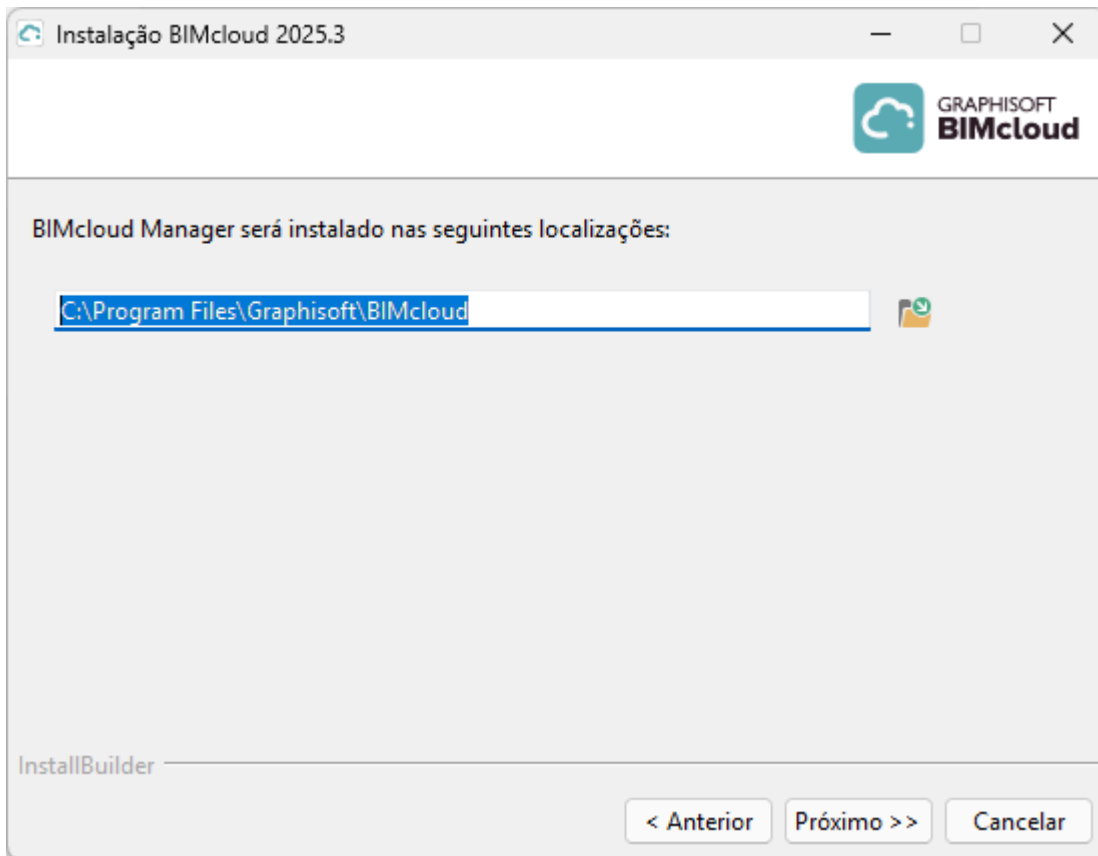 Instalação BIMcloud 2025.3
GRAPHISOFT
BIMcloud
BIMcloud Manager será instalado nas seguintes localizações:
C:\Program Files\Graphisoft\BIMcloud
InstallBuilder
< Anterior
Próximo >>
Cancelar